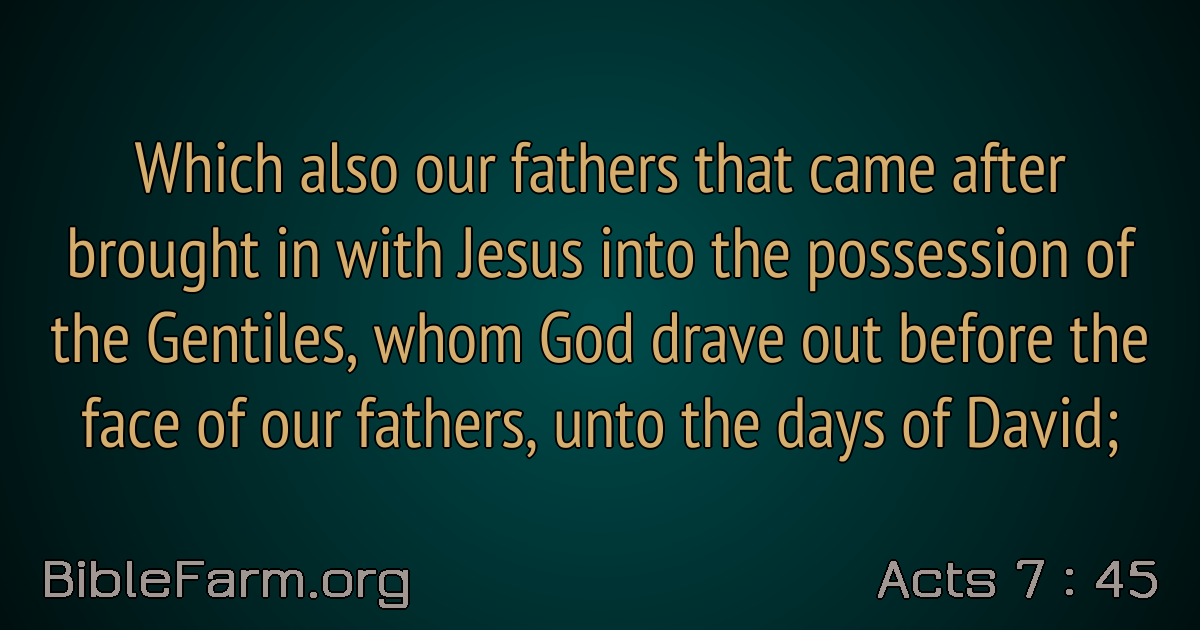 Which also our fathers that came after
brought in with Jesus into the possession of
the Gentiles, whom God drave out before the
face of our fathers, unto the days of David;
BibleFarm.org
Acts 7 : 45